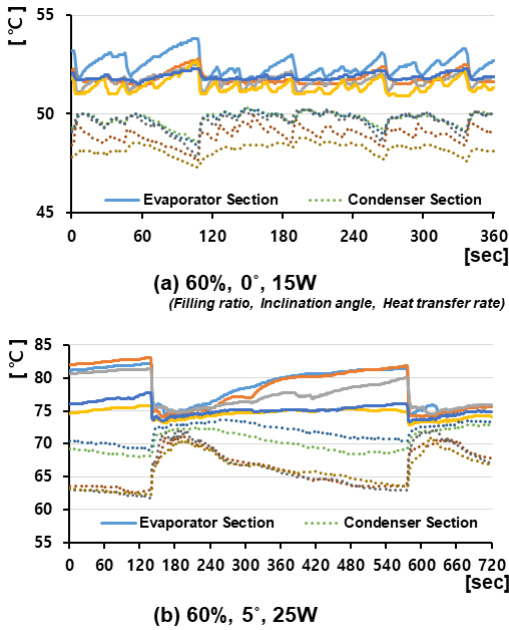 [℃]
55
50
45
Evaporator Section
Condenser Section
0 60 120 180 240 300 360
[sec]
(a) 60%, 0˚, 15W
(Filling ratio, Inclination angle, Heat transfer rate)
[℃]
85
80
75
70
65
60
55
Evaporator Section
Condenser Section
0 60 120 180 240 300 360 420 480 540 600 660 720
[sec]
(b) 60%, 5˚, 25W